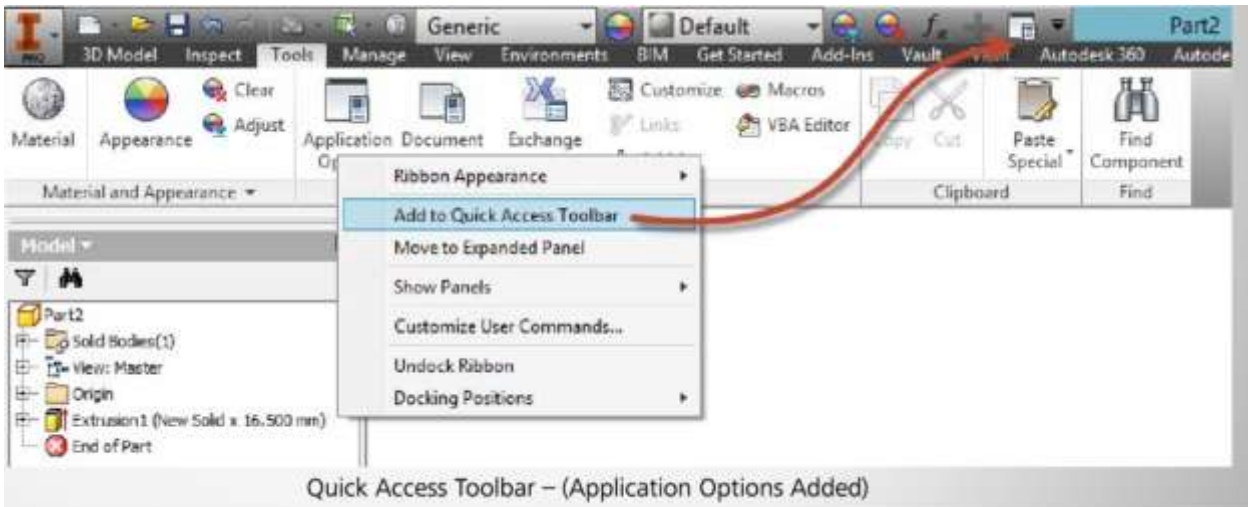 Generic Default Part2
PRO 3D Model Inspect Tools Manage View Environments BIM Get Started Add-Ins Vault Autodesk 360 Autode
Material Appearance Clear Adjust Application Document Exchange Customize Links Macros VBA Editor Copy Cut Paste Special Find Component
Material and Appearance Clipboard Find
Ribbon Appearance
Add to Quick Access Toolbar
Move to Expanded Panel
Show Panels
Customize User Commands...
Undock Ribbon
Docking Positions
Model
Part2
Solid Bodies(1)
View: Master
Origin
Extrusion1 (New Solid x 16.500 mm)
End of Part
Quick Access Toolbar – (Application Options Added)